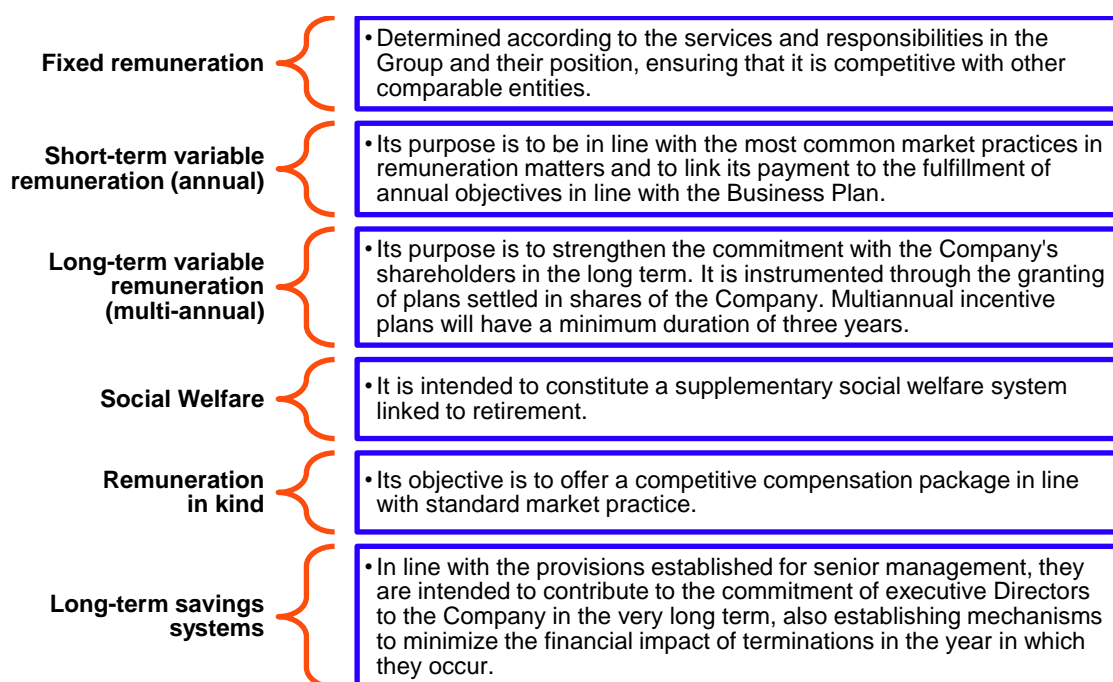 Fixed remuneration
• Determined according to the services and responsibilities in the
Group and their position, ensuring that it is competitive with other
comparable entities.
Short-term variable
remuneration (annual)
• Its purpose is to be in line with the most common market practices in
remuneration matters and to link its payment to the fulfillment of
annual objectives in line with the Business Plan.
Long-term variable
remuneration
(multi-annual)
• Its purpose is to strengthen the commitment with the Company's
shareholders in the long term. It is instrumented through the granting
of plans settled in shares of the Company. Multiannual incentive
plans will have a minimum duration of three years.
Social Welfare
• It is intended to constitute a supplementary social welfare system
linked to retirement.
Remuneration
in kind
• Its objective is to offer a competitive compensation package in line
with standard market practice.
Long-term savings
systems
• In line with the provisions established for senior management, they
are intended to contribute to the commitment of executive Directors
to the Company in the very long term, also establishing mechanisms
to minimize the financial impact of terminations in the year in which
they occur.